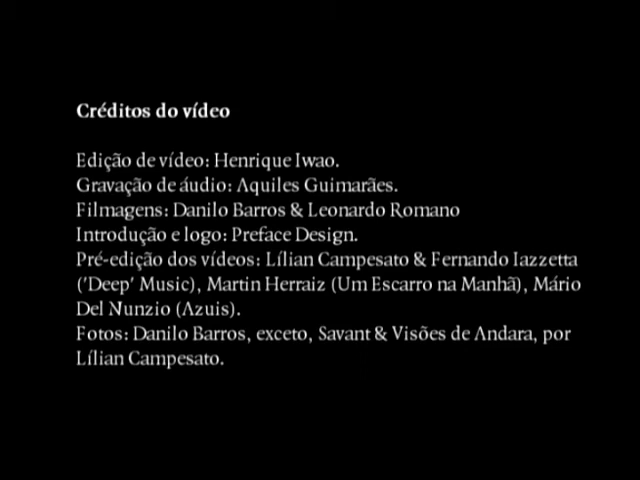 Créditos do vídeo
Edição de vídeo: Henrique Iwao.
Gravação de áudio: Aquiles Guimarães.
Filmagens: Danilo Barros & Leonardo Romano
Introdução e logo: Preface Design.
Pré-edição dos vídeos: Lílian Campesato & Fernando Iazzetta
('Deep' Music), Martin Herraiz (Um Escarro na Manhã), Mário
Del Nunzio (Azuis).
Fotos: Danilo Barros, exceto, Savant & Visões de Andara, por
Lílian Campesato.